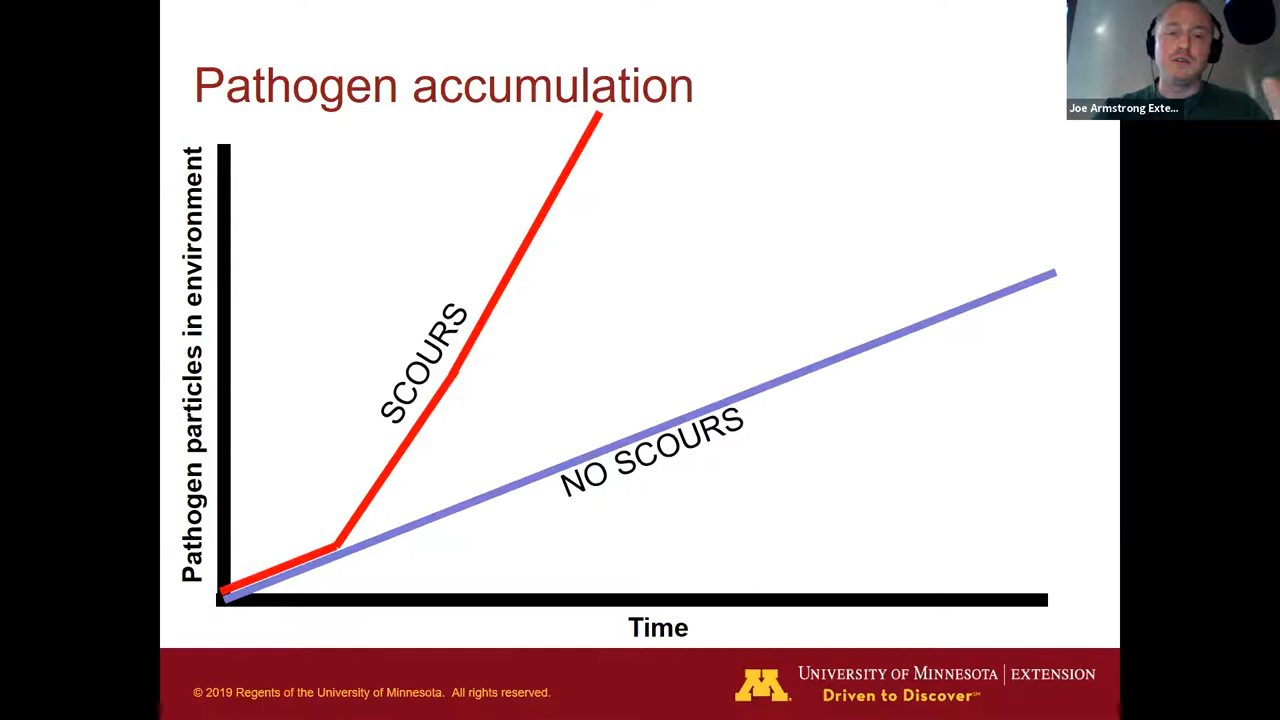 Pathogen accumulation
Joe Armstrong Exte...
Pathogen particles in environment
SCOURS
NO SCOURS
Time
© 2019 Regents of the University of Minnesota. All rights reserved.
UNIVERSITY OF MINNESOTA | EXTENSION
Driven to Discover℠